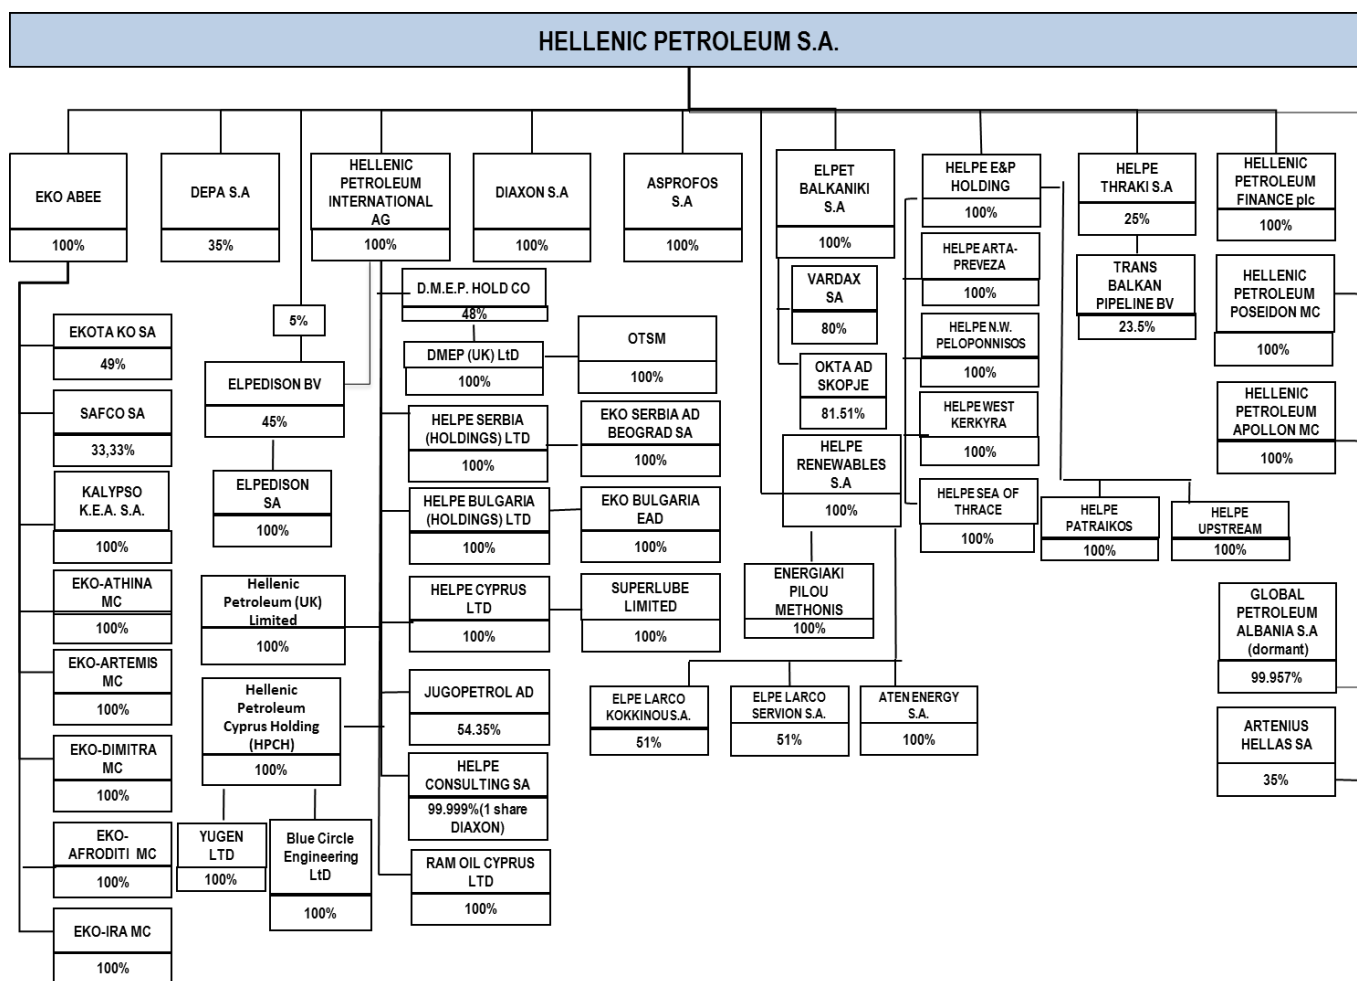 HELLENIC PETROLEUM S.A.
EKO ABEE
100%
DEPA S.A
35%
HELLENIC
PETROLEUM
INTERNATIONAL
AG
100%
DIAXON S.A
100%
ASPROFOS
S.A
100%
ELPET
BALKANIKI
S.A
100%
HELPE E&P
HOLDING
100%
HELPE
THRAKI S.A
25%
HELLENIC
PETROLEUM
FINANCE plc
100%
EKOTA KO SA
49%
SAFCO SA
33,33%
KALYPSO
K.E.A. S.A.
100%
EKO-ATHINA
MC
100%
EKO-ARTEMIS
MC
100%
EKO-DIMITRA
MC
100%
EKO-
AFRODITI MC
100%
EKO-IRA MC
100%
5%
ELPEDISON BV
45%
ELPEDISON
SA
100%
Hellenic
Petroleum (UK)
Limited
100%
Hellenic
Petroleum
Cyprus Holding
(HPCH)
100%
YUGEN
LTD
100%
Blue Circle
Engineering
LtD
100%
D.M.E.P. HOLD CO
48%
DMEP (UK) LtD
100%
OTSM
100%
HELPE SERBIA
(HOLDINGS) LTD
100%
EKO SERBIA AD
BEOGRAD SA
100%
HELPE BULGARIA
(HOLDINGS) LTD
100%
EKO BULGARIA
EAD
100%
HELPE CYPRUS
LTD
100%
SUPERLUBE
LIMITED
100%
JUGOPETROL AD
54.35%
HELPE
CONSULTING SA
99.999%(1 share
DIAXON)
RAM OIL CYPRUS
LTD
100%
VARDAX
SA
80%
OKTA AD
SKOPJE
81.51%
HELPE
RENEWABLES
S.A
100%
ENERGIAKI
PILOU
METHONIS
100%
ELPE LARCO
KOKKINOU S.A.
51%
ELPE LARCO
SERVION S.A.
51%
ATEN ENERGY
S.A.
100%
HELPE ARTA-
PREVEZA
100%
HELPE N.W.
PELOPONNISOS
100%
HELPE WEST
KERKYRA
100%
HELPE SEA OF
THRACE
100%
HELPE
PATRAIKOS
100%
HELPE
UPSTREAM
100%
TRANS
BALKAN
PIPELINE BV
23.5%
HELLENIC
PETROLEUM
POSEIDON MC
100%
HELLENIC
PETROLEUM
APOLLON MC
100%
GLOBAL
PETROLEUM
ALBANIA S.A
(dormant)
99.957%
ARTENIUS
HELLAS SA
35%